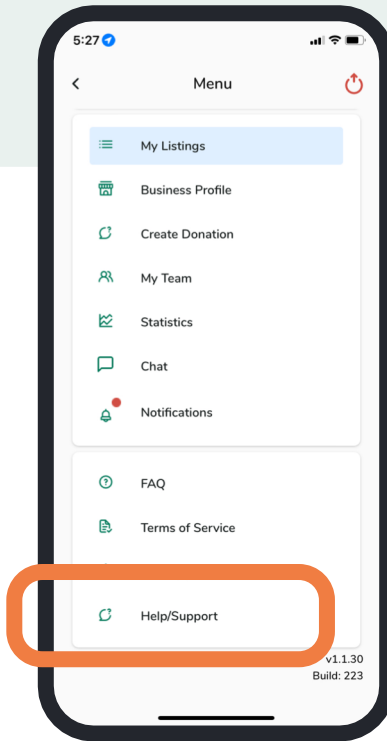 5:27
Menu
My Listings
Business Profile
Create Donation
My Team
Statistics
Chat
Notifications
FAQ
Terms of Service
Help/Support
v1.1.30
Build: 223